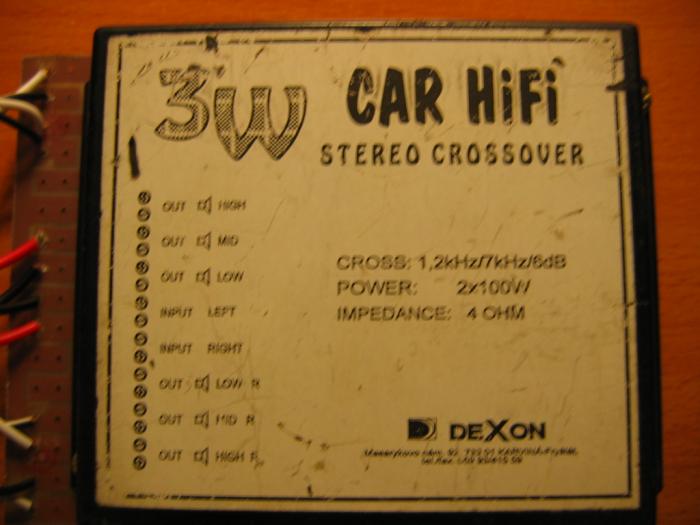 3W
CAR HiFi
STEREO CROSSOVER
OUT HIGH
OUT MID
OUT LOW
INPUT LEFT
INPUT RIGHT
OUT LOW R
OUT MID R
OUT HIGH R
CROSS: 1,2kHz/7kHz/6dB
POWER: 2x100W
IMPEDANCE: 4 OHM
DEXON